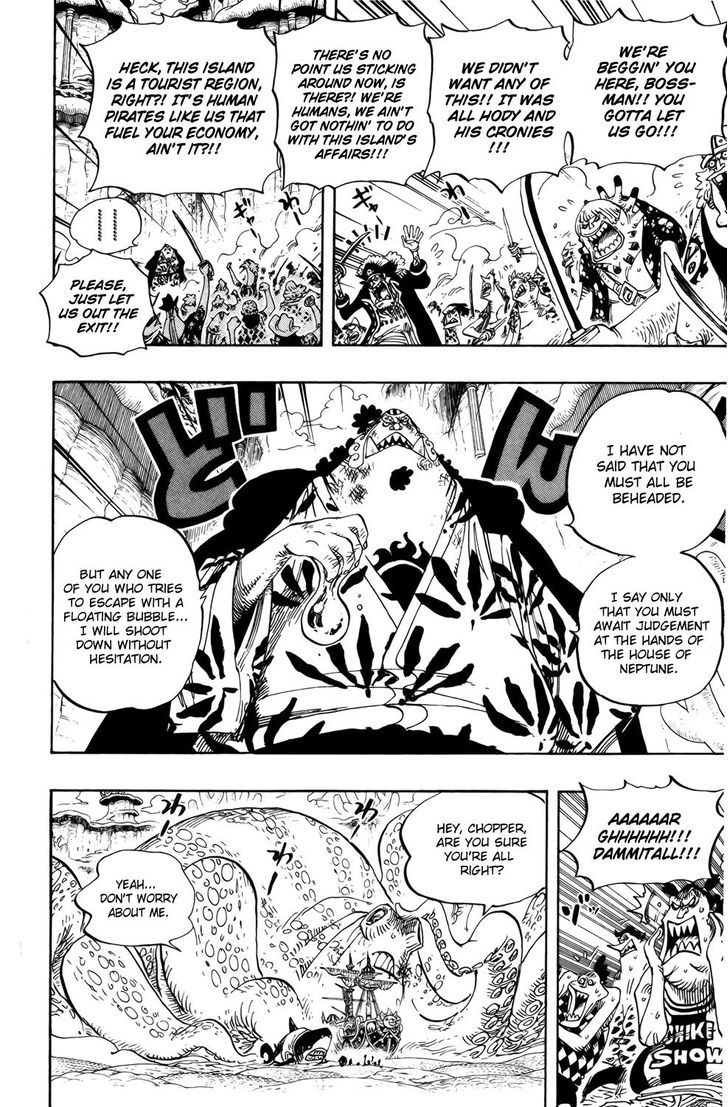 WE'RE
BEGGIN' YOU
HERE, BOSS-
MAN!! YOU
GOTTA LET
US GO!!!
WE DIDN'T
WANT ANY OF
THIS!! IT WAS
ALL HODY AND
HIS CRONIES
!!!
THERE'S NO
POINT US STICKING
AROUND NOW, IS
THERE?! WE'RE
HUMANS, WE AIN'T
GOT NOTHIN' TO DO
WITH THIS ISLAND'S
AFFAIRS!!!
HECK, THIS ISLAND
IS A TOURIST REGION,
RIGHT?! IT'S HUMAN
PIRATES LIKE US THAT
FUEL YOUR ECONOMY,
AIN'T IT?!!
PLEASE,
JUST LET
US OUT THE
EXIT!!
I HAVE NOT
SAID THAT YOU
MUST ALL BE
BEHEADED.
I SAY ONLY
THAT YOU MUST
AWAIT JUDGEMENT
AT THE HANDS OF
THE HOUSE OF
NEPTUNE.
どん
BUT ANY ONE
OF YOU WHO TRIES
TO ESCAPE WITH A
FLOATING BUBBLE...
I WILL SHOOT
DOWN WITHOUT
HESITATION.
AAAAAAR
GHHHHHH!!!
DAMMITALL!!!
SHOW
HEY, CHOPPER,
ARE YOU SURE
YOU'RE ALL
RIGHT?
YEAH...
DON'T WORRY
ABOUT ME.